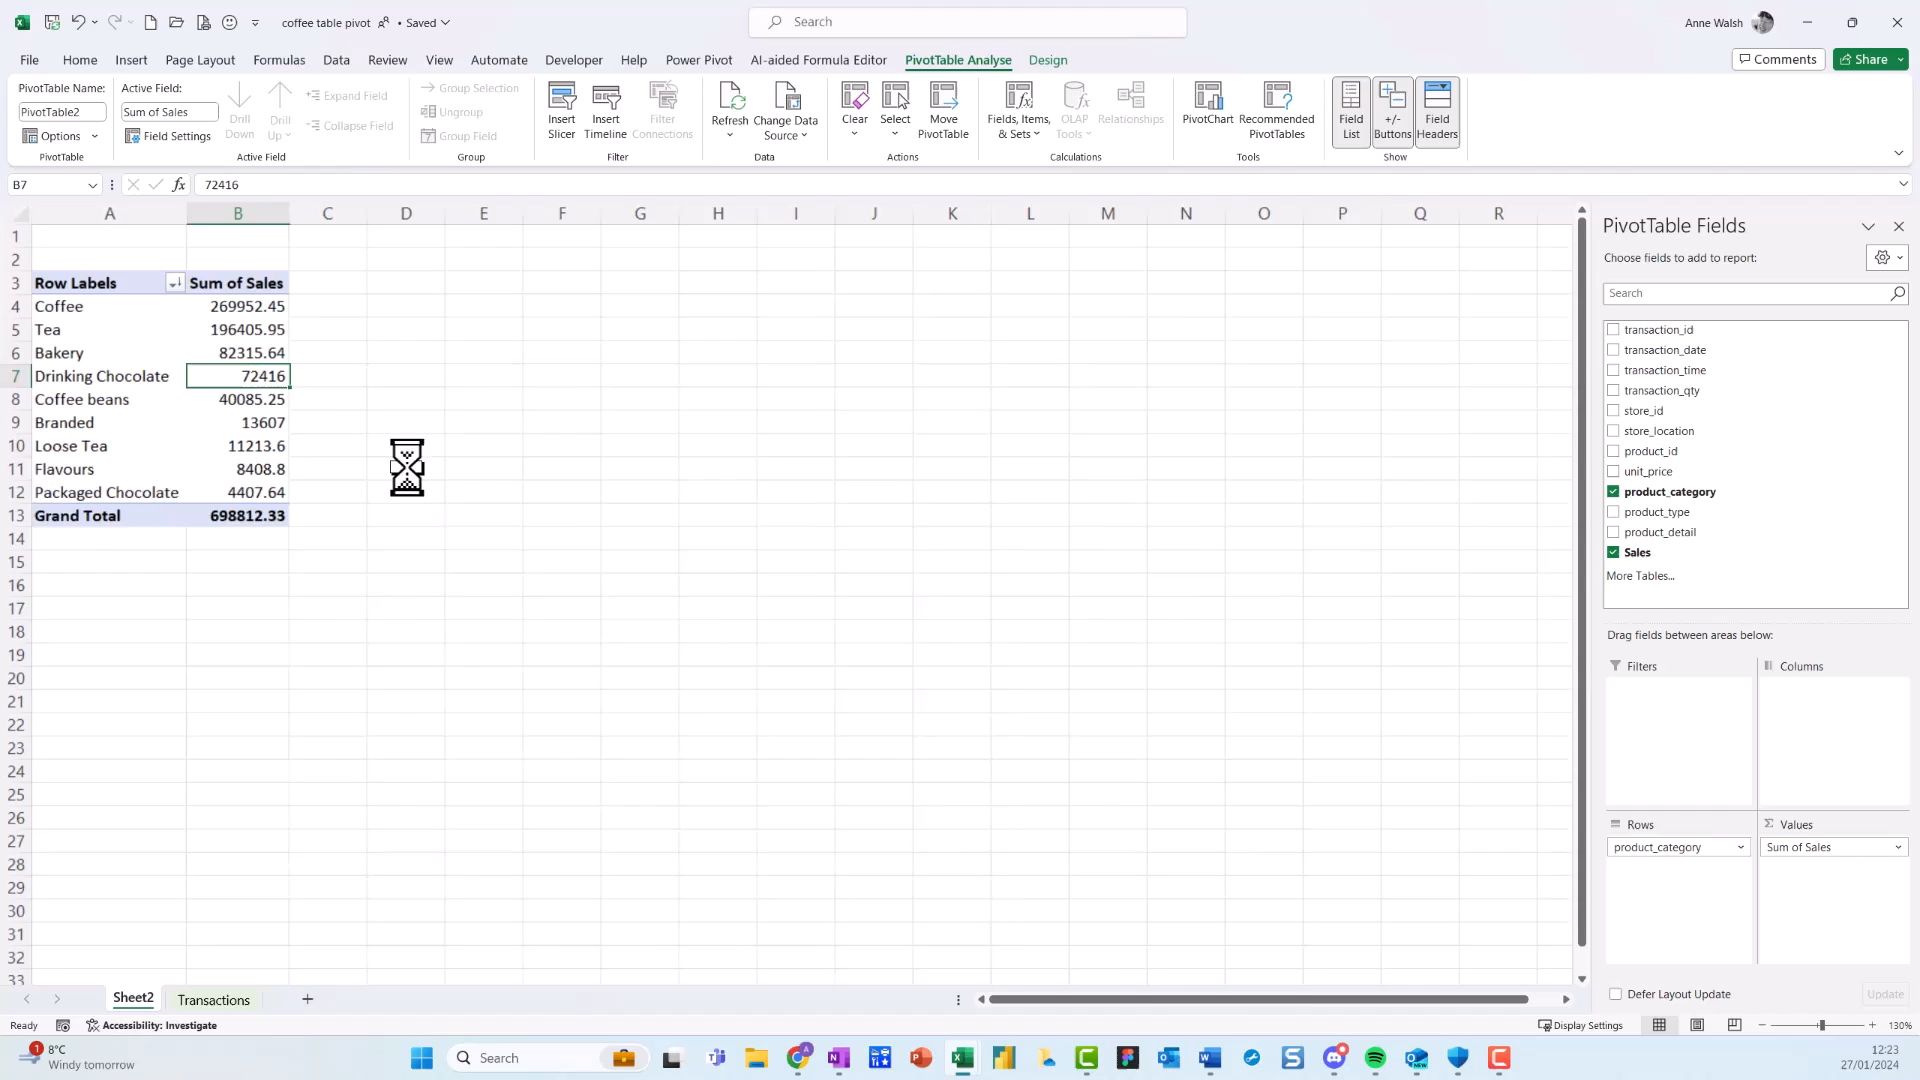 coffee table pivot • Saved
Search
Anne Walsh
File Home Insert Page Layout Formulas Data Review View Automate Developer Help Power Pivot AI-aided Formula Editor PivotTable Analyse Design
Comments Share
PivotTable Name:
PivotTable2
Options
PivotTable
Active Field:
Sum of Sales
Field Settings
Drill Down
Drill Up
Expand Field
Collapse Field
Active Field
Group Selection
Ungroup
Group Field
Group
Insert Slicer
Insert Timeline
Filter Connections
Filter
Refresh
Change Data Source
Data
Clear
Select
Move PivotTable
Actions
Fields, Items, & Sets
OLAP Tools
Relationships
Calculations
PivotChart
Recommended PivotTables
Tools
Field List
+/- Buttons
Field Headers
Show
B7 fx 72416
A B C D E F G H I J K L M N O P Q R
1
2
3 Row Labels Sum of Sales
4 Coffee 269952.45
5 Tea 196405.95
6 Bakery 82315.64
7 Drinking Chocolate 72416
8 Coffee beans 40085.25
9 Branded 13607
10 Loose Tea 11213.6
11 Flavours 8408.8
12 Packaged Chocolate 4407.64
13 Grand Total 698812.33
14
15
16
17
18
19
20
21
22
23
24
25
26
27
28
29
30
31
32
33
PivotTable Fields
Choose fields to add to report:
Search
transaction_id
transaction_date
transaction_time
transaction_qty
store_id
store_location
product_id
unit_price
product_category
product_type
product_detail
Sales
More Tables...
Drag fields between areas below:
Filters Columns
Rows Values
product_category Sum of Sales
Defer Layout Update Update
Sheet2 Transactions
Ready Accessibility: Investigate Display Settings 130%
1 8°C
Windy tomorrow
Search
12:23
27/01/2024